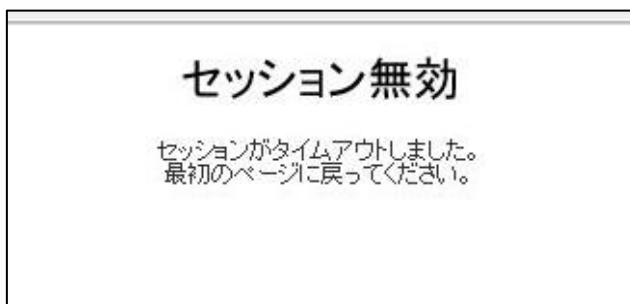 セッション無効
セッションがタイムアウトしました。
最初のページに戻ってください。